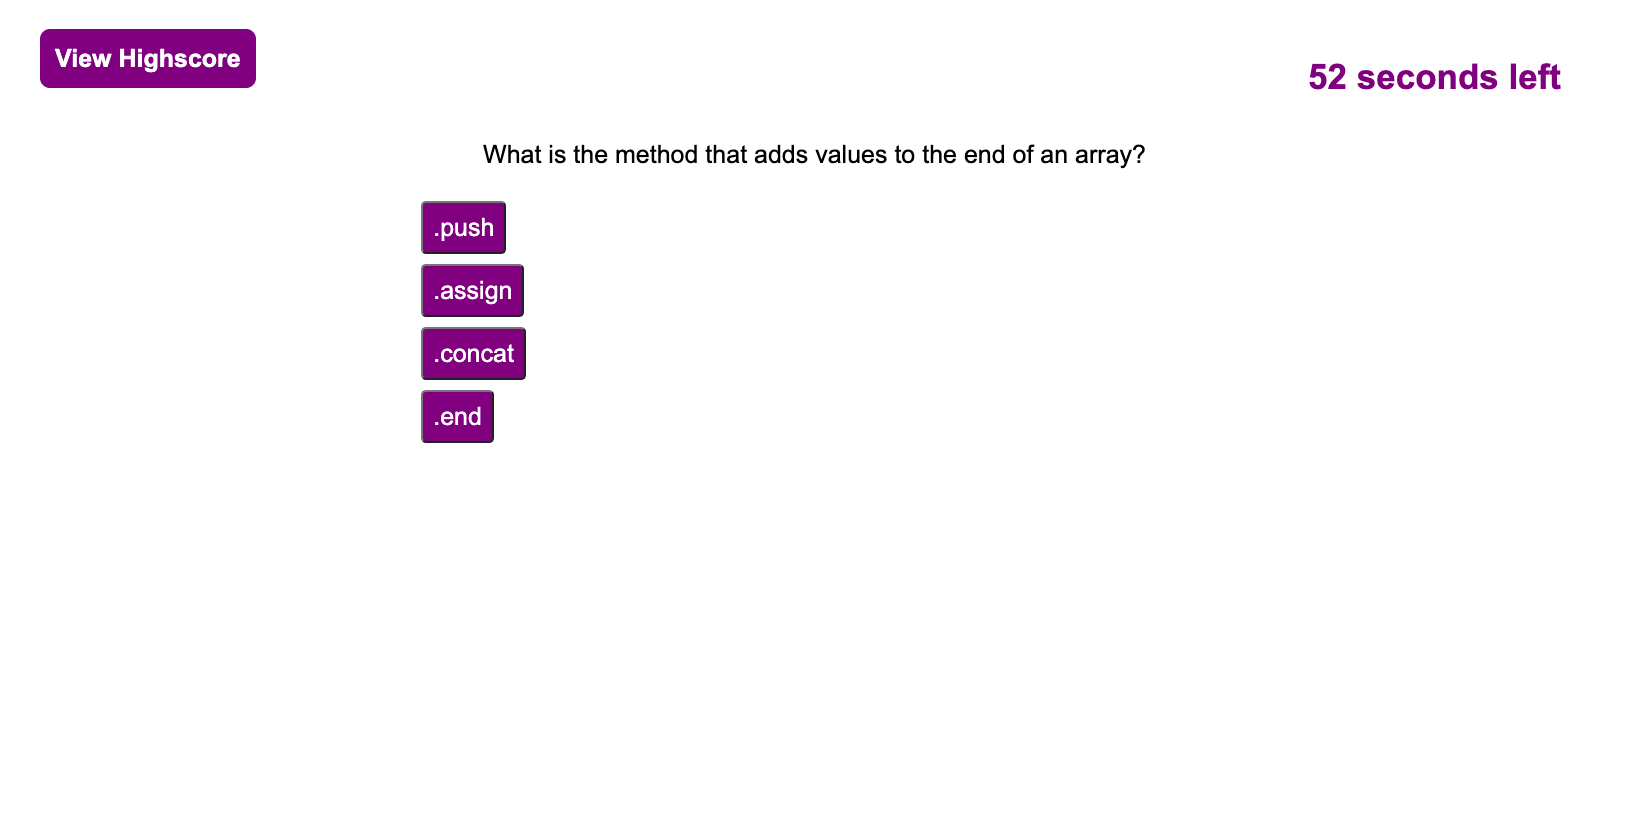 View Highscore
52 seconds left
What is the method that adds values to the end of an array?
.push
.assign
.concat
.end